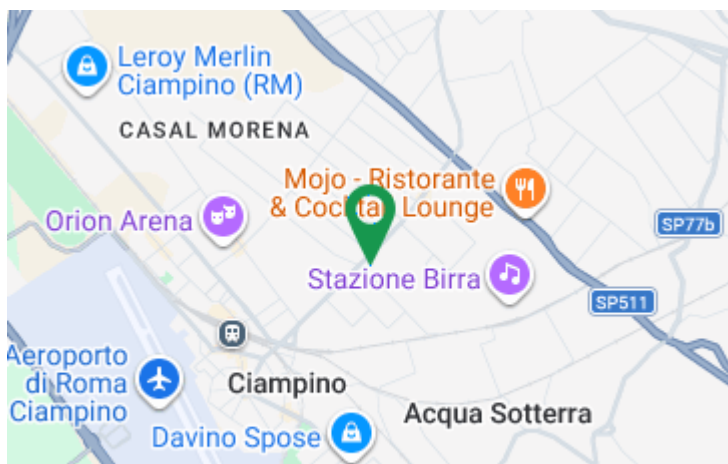 Leroy Merlin
Ciampino (RM)
CASAL MORENA
Mojo - Ristorante
& Cocktail Lounge
Orion Arena
SP77b
Stazione Birra
SP511
Aeroporto
di Roma
Ciampino
Ciampino
Acqua Sotterra
Davino Spose